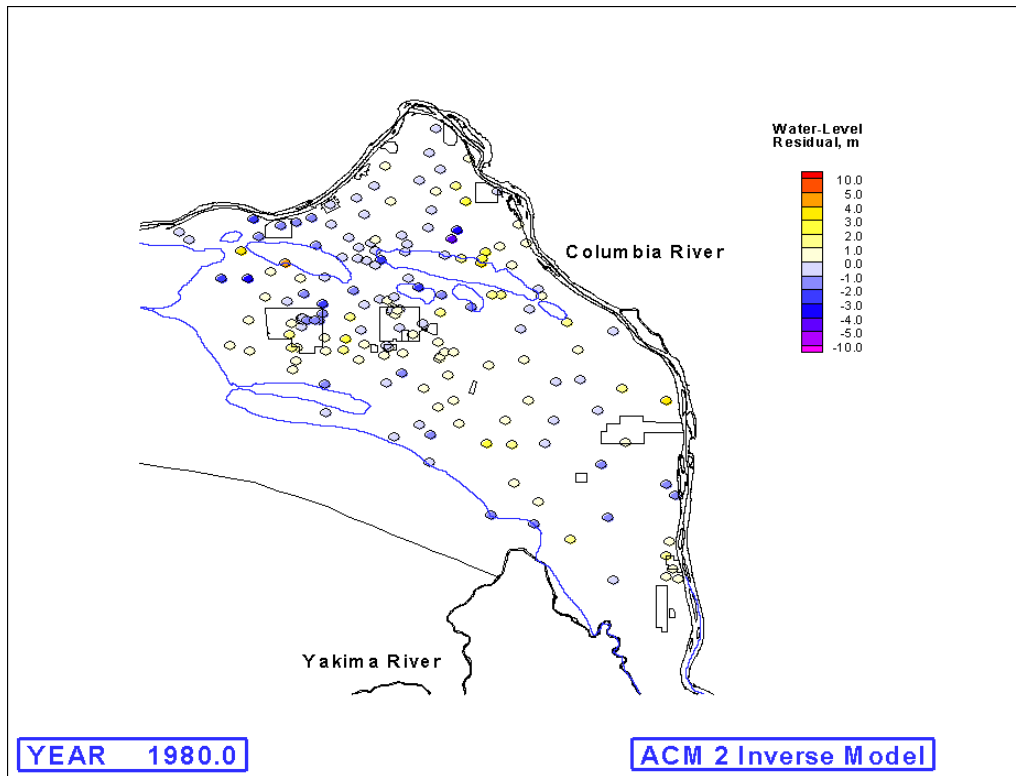 Water-Level
Residual, m
10.0
5.0
4.0
3.0
2.0
1.0
0.0
-1.0
-2.0
-3.0
-4.0
-5.0
-10.0
Columbia River
Yakima River
YEAR 1980.0
ACM 2 Inverse Model